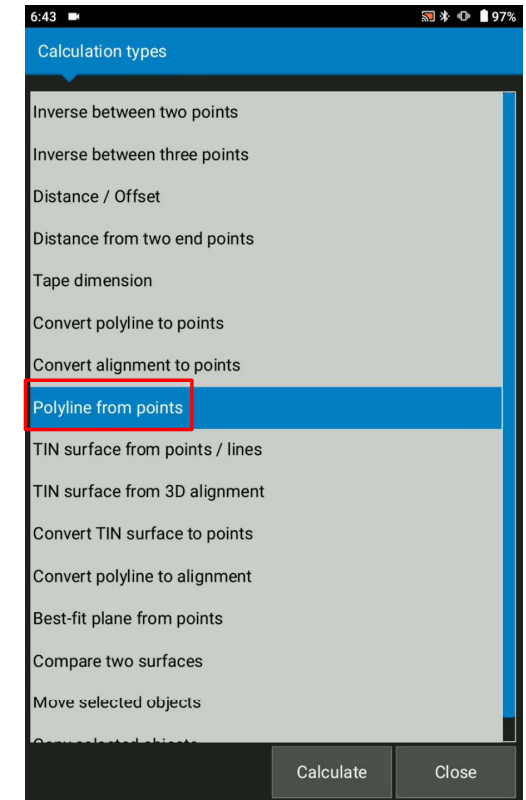 6:43 97%
Calculation types
Inverse between two points
Inverse between three points
Distance / Offset
Distance from two end points
Tape dimension
Convert polyline to points
Convert alignment to points
Polyline from points
TIN surface from points / lines
TIN surface from 3D alignment
Convert TIN surface to points
Convert polyline to alignment
Best-fit plane from points
Compare two surfaces
Move selected objects
Copy selected objects
Calculate Close